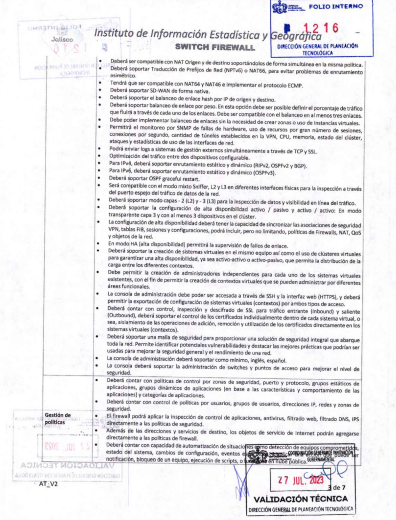 FOLIO INTERNO
1216
DIRECCIÓN GENERAL DE PLANEACIÓN
TECNOLÓGICA
Jalisco
Instituto de Información Estadística y Geográfica
SWITCH FIREWALL
• Deberá ser compatible con NAT Origen y de destino soportándolos de forma simultánea en la misma política.
• Deberá soportar Traducción de Prefijos de Red (NPTv6) o NAT66, para evitar problemas de enrutamiento
asimétrico.
• Tendrá que ser compatible con NAT64 y NAT46 e implementar el protocolo ECMP.
• Deberá soportar SD-WAN de forma nativa.
• Deberá soportar el balanceo de enlace hash por IP de origen y destino.
• Deberá soportar balanceo de enlaces por peso. En esta opción debe ser posible definir el porcentaje de tráfico
que fluirá a través de cada uno de los enlaces. Debe ser compatible con el balanceo en al menos tres enlaces.
• Debe poder implementar balanceo de enlaces sin la necesidad de crear zonas o uso de instancias virtuales.
• Permitirá el monitoreo por SNMP de fallas de hardware, uso de recursos por gran número de sesiones,
conexiones por segundo, cantidad de túneles establecidos en la VPN, CPU, memoria, estado del clúster,
ataques y estadísticas de uso de las interfaces de red.
• Podrá enviar logs a sistemas de gestión externos simultáneamente a través de TCP y SSL.
• Optimización del tráfico entre dos dispositivos configurable.
• Para IPv4, deberá soportar enrutamiento estático y dinámico (RIPv2, OSPFv2 y BGP).
• Para IPv6, deberá soportar enrutamiento estático y dinámico (OSPFv3).
• Deberá soportar OSPF graceful restart.
• Será compatible con el modo mixto Sniffer, L2 y L3 en diferentes interfaces físicas para la inspección a través
del puerto espejo del tráfico de datos de la red.
• Deberá soportar modo capas - 2 (L2) y - 3 (L3) para la inspección de datos y visibilidad en línea del tráfico.
• Deberá soportar la configuración de alta disponibilidad activo / pasivo y activo / activo: En modo
transparente capa 3 y con al menos 3 dispositivos en el clúster.
• La configuración de alta disponibilidad deberá tener la capacidad de sincronizar las asociaciones de seguridad
VPN, tablas FIB, sesiones y configuraciones, podrá incluir, pero no limitando, políticas de Firewalls, NAT, QoS
y objetos de la red.
• En modo HA (alta disponibilidad) permitirá la supervisión de fallos de enlace.
• Deberá soportar la creación de sistemas virtuales en el mismo equipo así como el uso de clústeres virtuales
para garantizar una alta disponibilidad, ya sea activo-activo o activo-pasivo, que permita la distribución de la
carga entre los diferentes contextos.
• Debe permitir la creación de administradores independientes para cada uno de los sistemas virtuales
existentes, con el fin de permitir la creación de contextos virtuales que se pueden administrar por diferentes
áreas funcionales.
• La consola de administración debe poder ser accesada a través de SSH y la interfaz web (HTTPS), y deberá
permitir la exportación de configuración de sistemas virtuales (contextos) por ambos tipos de acceso.
• Deberá contar con control, inspección y descifrado de SSL para tráfico entrante (Inbound) y saliente
(Outbound), deberá soportar el control de los certificados individualmente dentro de cada sistema virtual, o
sea, aislamiento de las operaciones de adición, remoción y utilización de los certificados directamente en los
sistemas virtuales (contextos).
• Deberá soportar una malla de seguridad para proporcionar una solución de seguridad integral que abarque
toda la red. Permite identificar potenciales vulnerabilidades y destacar las mejores prácticas que podrían ser
usadas para mejorar la seguridad general y el rendimiento de una red.
• La consola de administración deberá soportar como mínimo, inglés, español.
• La consola deberá soportar la administración de switches y puntos de acceso para mejorar el nivel de
seguridad.
Gestión de
políticas
• Deberá contar con políticas de control por zonas de seguridad, puerto y protocolo, grupos estáticos de
aplicaciones, grupos dinámicos de aplicaciones (en base a las características y comportamiento de las
aplicaciones) y categorías de aplicaciones.
• Deberá contar con control de políticas por usuarios, grupos de usuarios, direcciones IP, redes y zonas de
seguridad.
• El firewall podrá aplicar la inspección de control de aplicaciones, antivirus, filtrado web, filtrado DNS, IPS
directamente a las políticas de seguridad.
• Además de las direcciones y servicios de destino, los objetos de servicio de Internet podrán agregarse
directamente a las políticas de firewall.
• Deberá contar con capacidad de automatización de situaciones como detección de equipos comprometidos,
estado del sistema, cambios de configuración, eventos
notificación, bloqueo de un equipo, ejecución de scripts, o
en nube pública.
27 JUL. 2023
3 de 7
AT_V2
VALIDACIÓN TÉCNICA
DIRECCIÓN GENERAL DE PLANEACIÓN TECNOLÓGICA